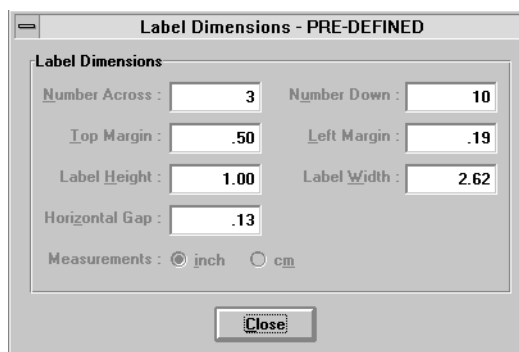 Label Dimensions - PRE-DEFINED
Label Dimensions
Number Across : 3 Number Down : 10
Top Margin : .50 Left Margin : .19
Label Height : 1.00 Label Width : 2.62
Horizontal Gap : .13
Measurements : inch cm
Close